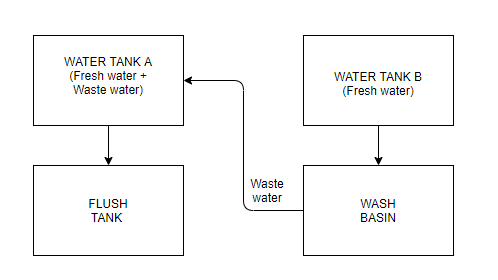 WATER TANK A
(Fresh water +
Waste water)
WATER TANK B
(Fresh water)
Waste
water
FLUSH
TANK
WASH
BASIN